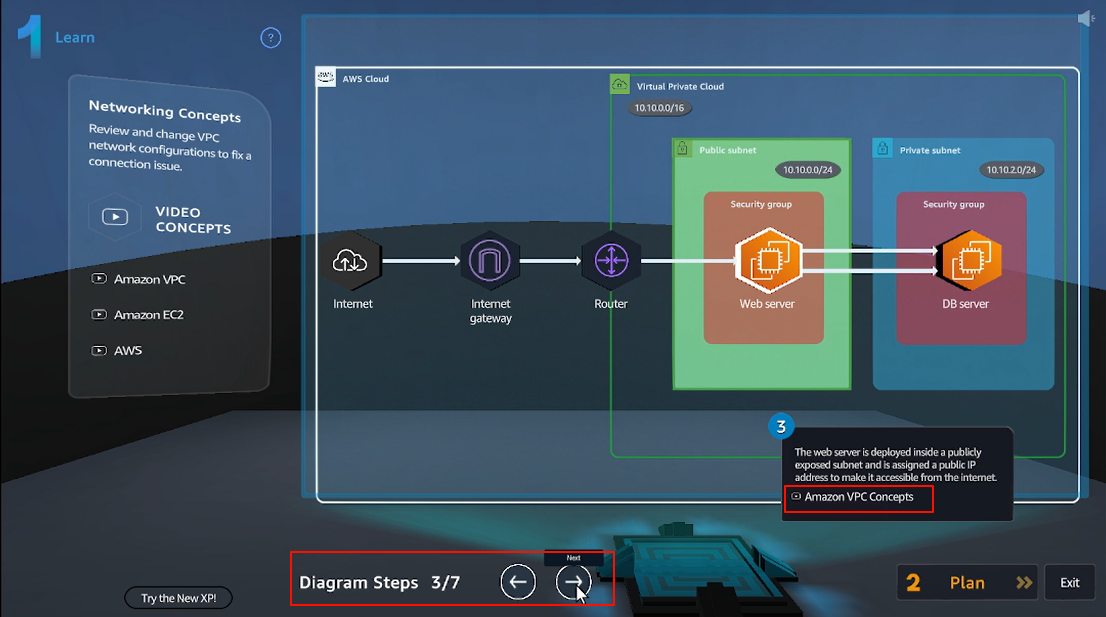 1
Learn
?
Networking Concepts
Review and change VPC
network configurations to fix a
connection issue.
VIDEO
CONCEPTS
Amazon VPC
Amazon EC2
AWS
aws
AWS Cloud
Virtual Private Cloud
10.10.0.0/16
Public subnet
10.10.0.0/24
Private subnet
10.10.2.0/24
Security group
Security group
Internet
Internet
gateway
Router
Web server
DB server
3
The web server is deployed inside a publicly
exposed subnet and is assigned a public IP
address to make it accessible from the internet.
Amazon VPC Concepts
Next
Diagram Steps 3/7
Try the New XP!
2 Plan
Exit